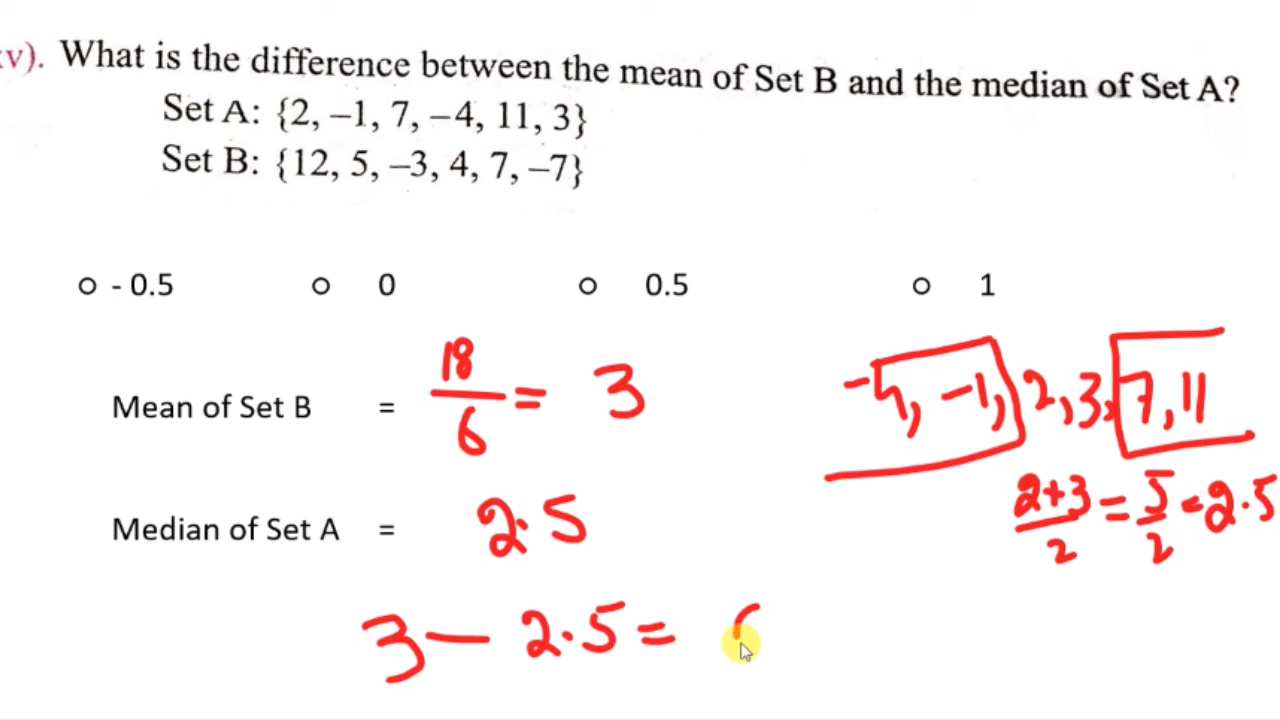 v). What is the difference between the mean of Set B and the median of Set A?
Set A: {2, –1, 7, –4, 11, 3}
Set B: {12, 5, –3, 4, 7, –7}
- 0.5 0 0.5 1
Mean of Set B = 18/6 = 3
-4, -1, 2, 3, 7, 11
2+3/2 = 5/2 = 2.5
Median of Set A = 2.5
3 — 2.5 =